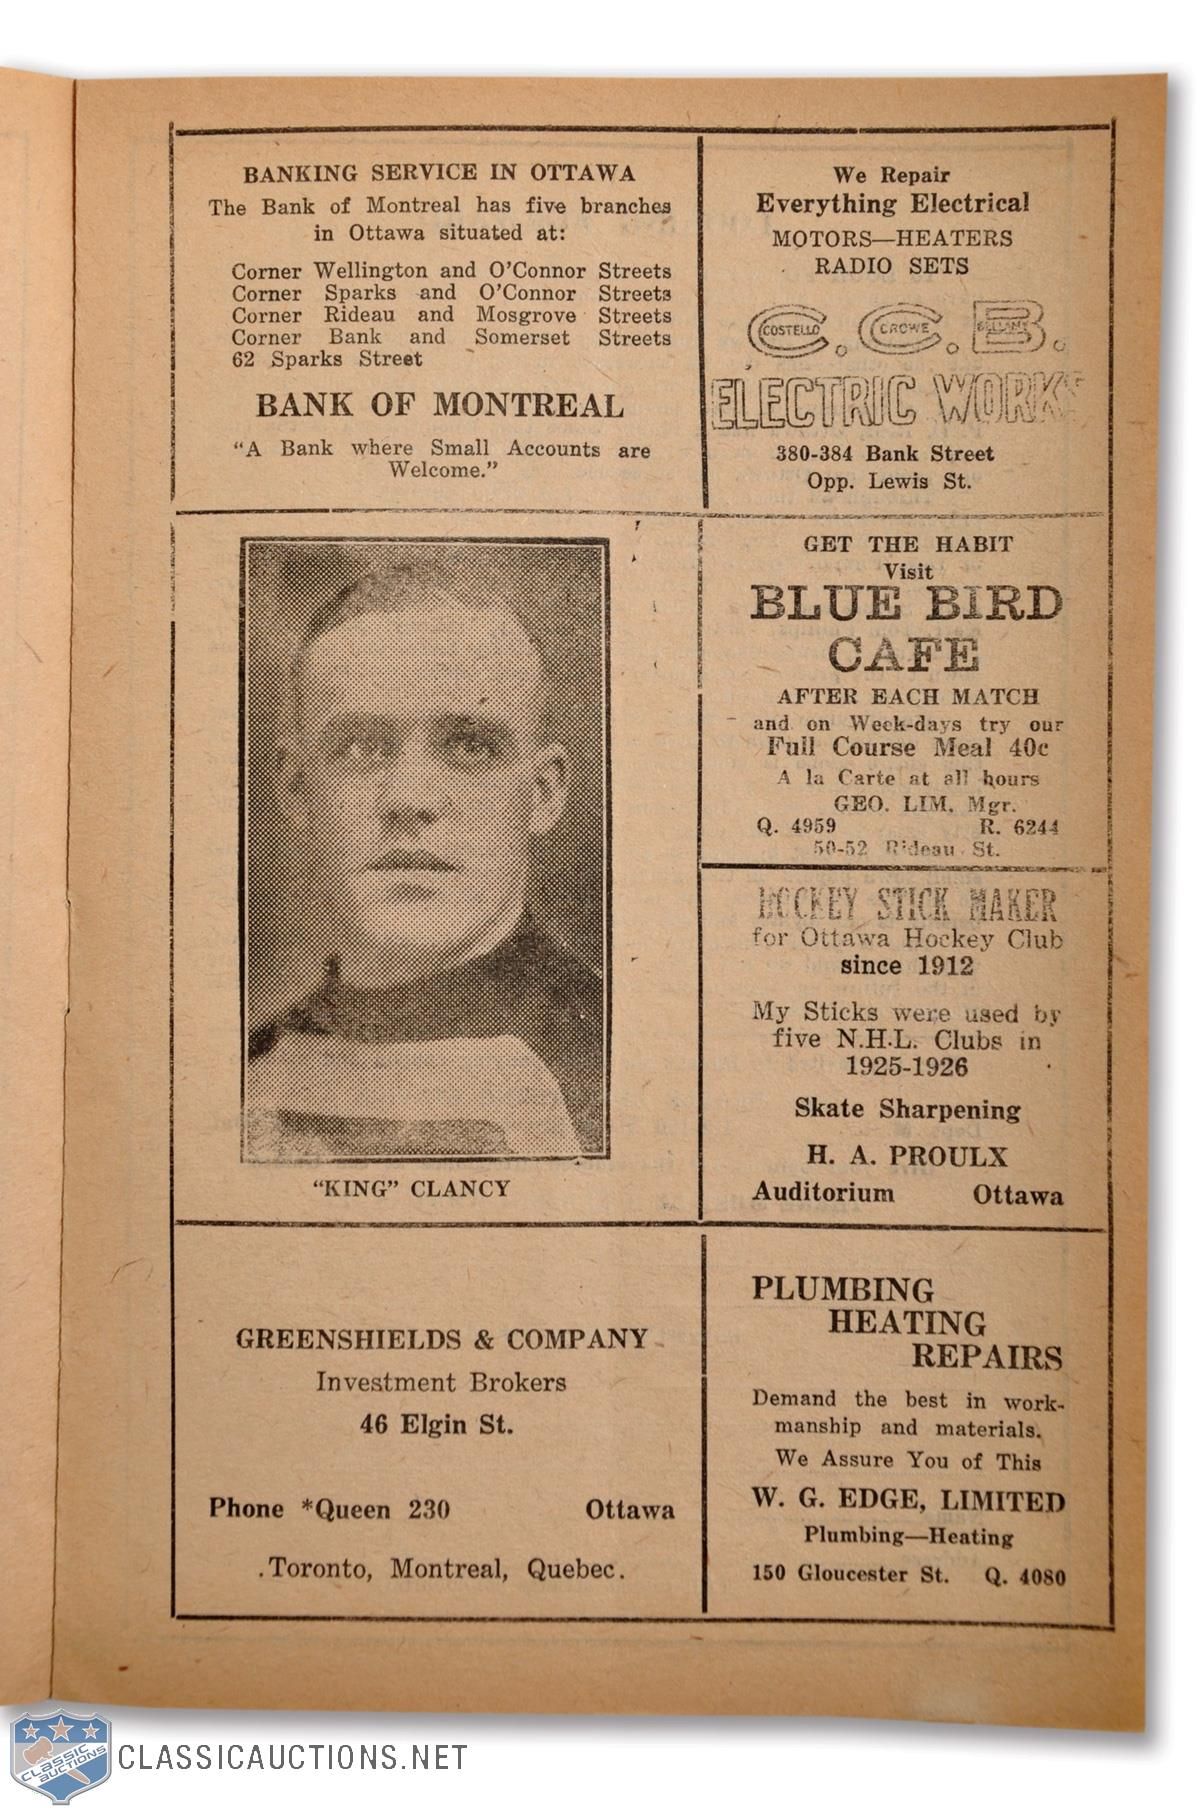 BANKING SERVICE IN OTTAWA
The Bank of Montreal has five branches
in Ottawa situated at:
Corner Wellington and O'Connor Streets
Corner Sparks and O'Connor Streets
Corner Rideau and Mosgrove Streets
Corner Bank and Somerset Streets
62 Sparks Street
BANK OF MONTREAL
"A Bank where Small Accounts are
Welcome."
We Repair
Everything Electrical
MOTORS—HEATERS
RADIO SETS
C. C. B.
COSTELLO CROWE
ELECTRIC WORKS
380-384 Bank Street
Opp. Lewis St.
"KING" CLANCY
GET THE HABIT
Visit
BLUE BIRD
CAFE
AFTER EACH MATCH
and on Week-days try our
Full Course Meal 40c
A la Carte at all hours
GEO. LIM, Mgr.
Q. 4959 R. 6244
50-52 Rideau St.
HOCKEY STICK MAKER
for Ottawa Hockey Club
since 1912
My Sticks were used by
five N.H.L. Clubs in
1925-1926
Skate Sharpening
H. A. PROULX
Auditorium Ottawa
GREENSHIELDS & COMPANY
Investment Brokers
46 Elgin St.
Phone *Queen 230 Ottawa
Toronto, Montreal, Quebec.
PLUMBING
HEATING
REPAIRS
Demand the best in work-
manship and materials.
We Assure You of This
W. G. EDGE, LIMITED
Plumbing—Heating
150 Gloucester St. Q. 4080
CLASSIC
AUCTIONS
CLASSICAUCTIONS.NET